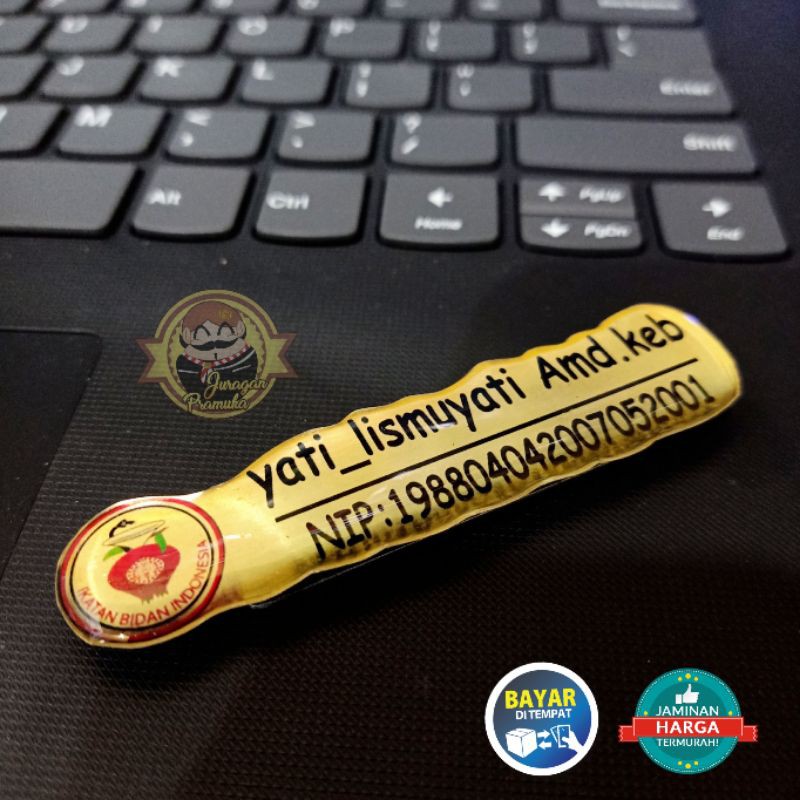 M
Enter
Shift
Alt
Ctrl
Home
PgUp
PgDn
End
Juragan
Pramuka
yati_lismuyati Amd.keb
NIP:198804042007052001
IKATAN BIDAN INDONESIA
BAYAR
DI TEMPAT
JAMINAN
HARGA
TERMURAH!